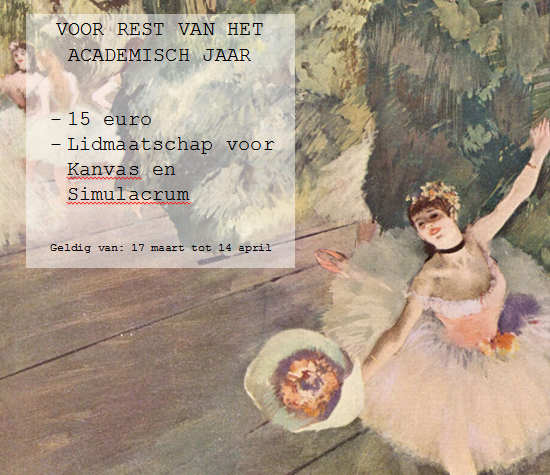 VOOR REST VAN HET
ACADEMISCH JAAR
- 15 euro
- Lidmaatschap voor
Kanvas en
Simulacrum
Geldig van: 17 maart tot 14 april